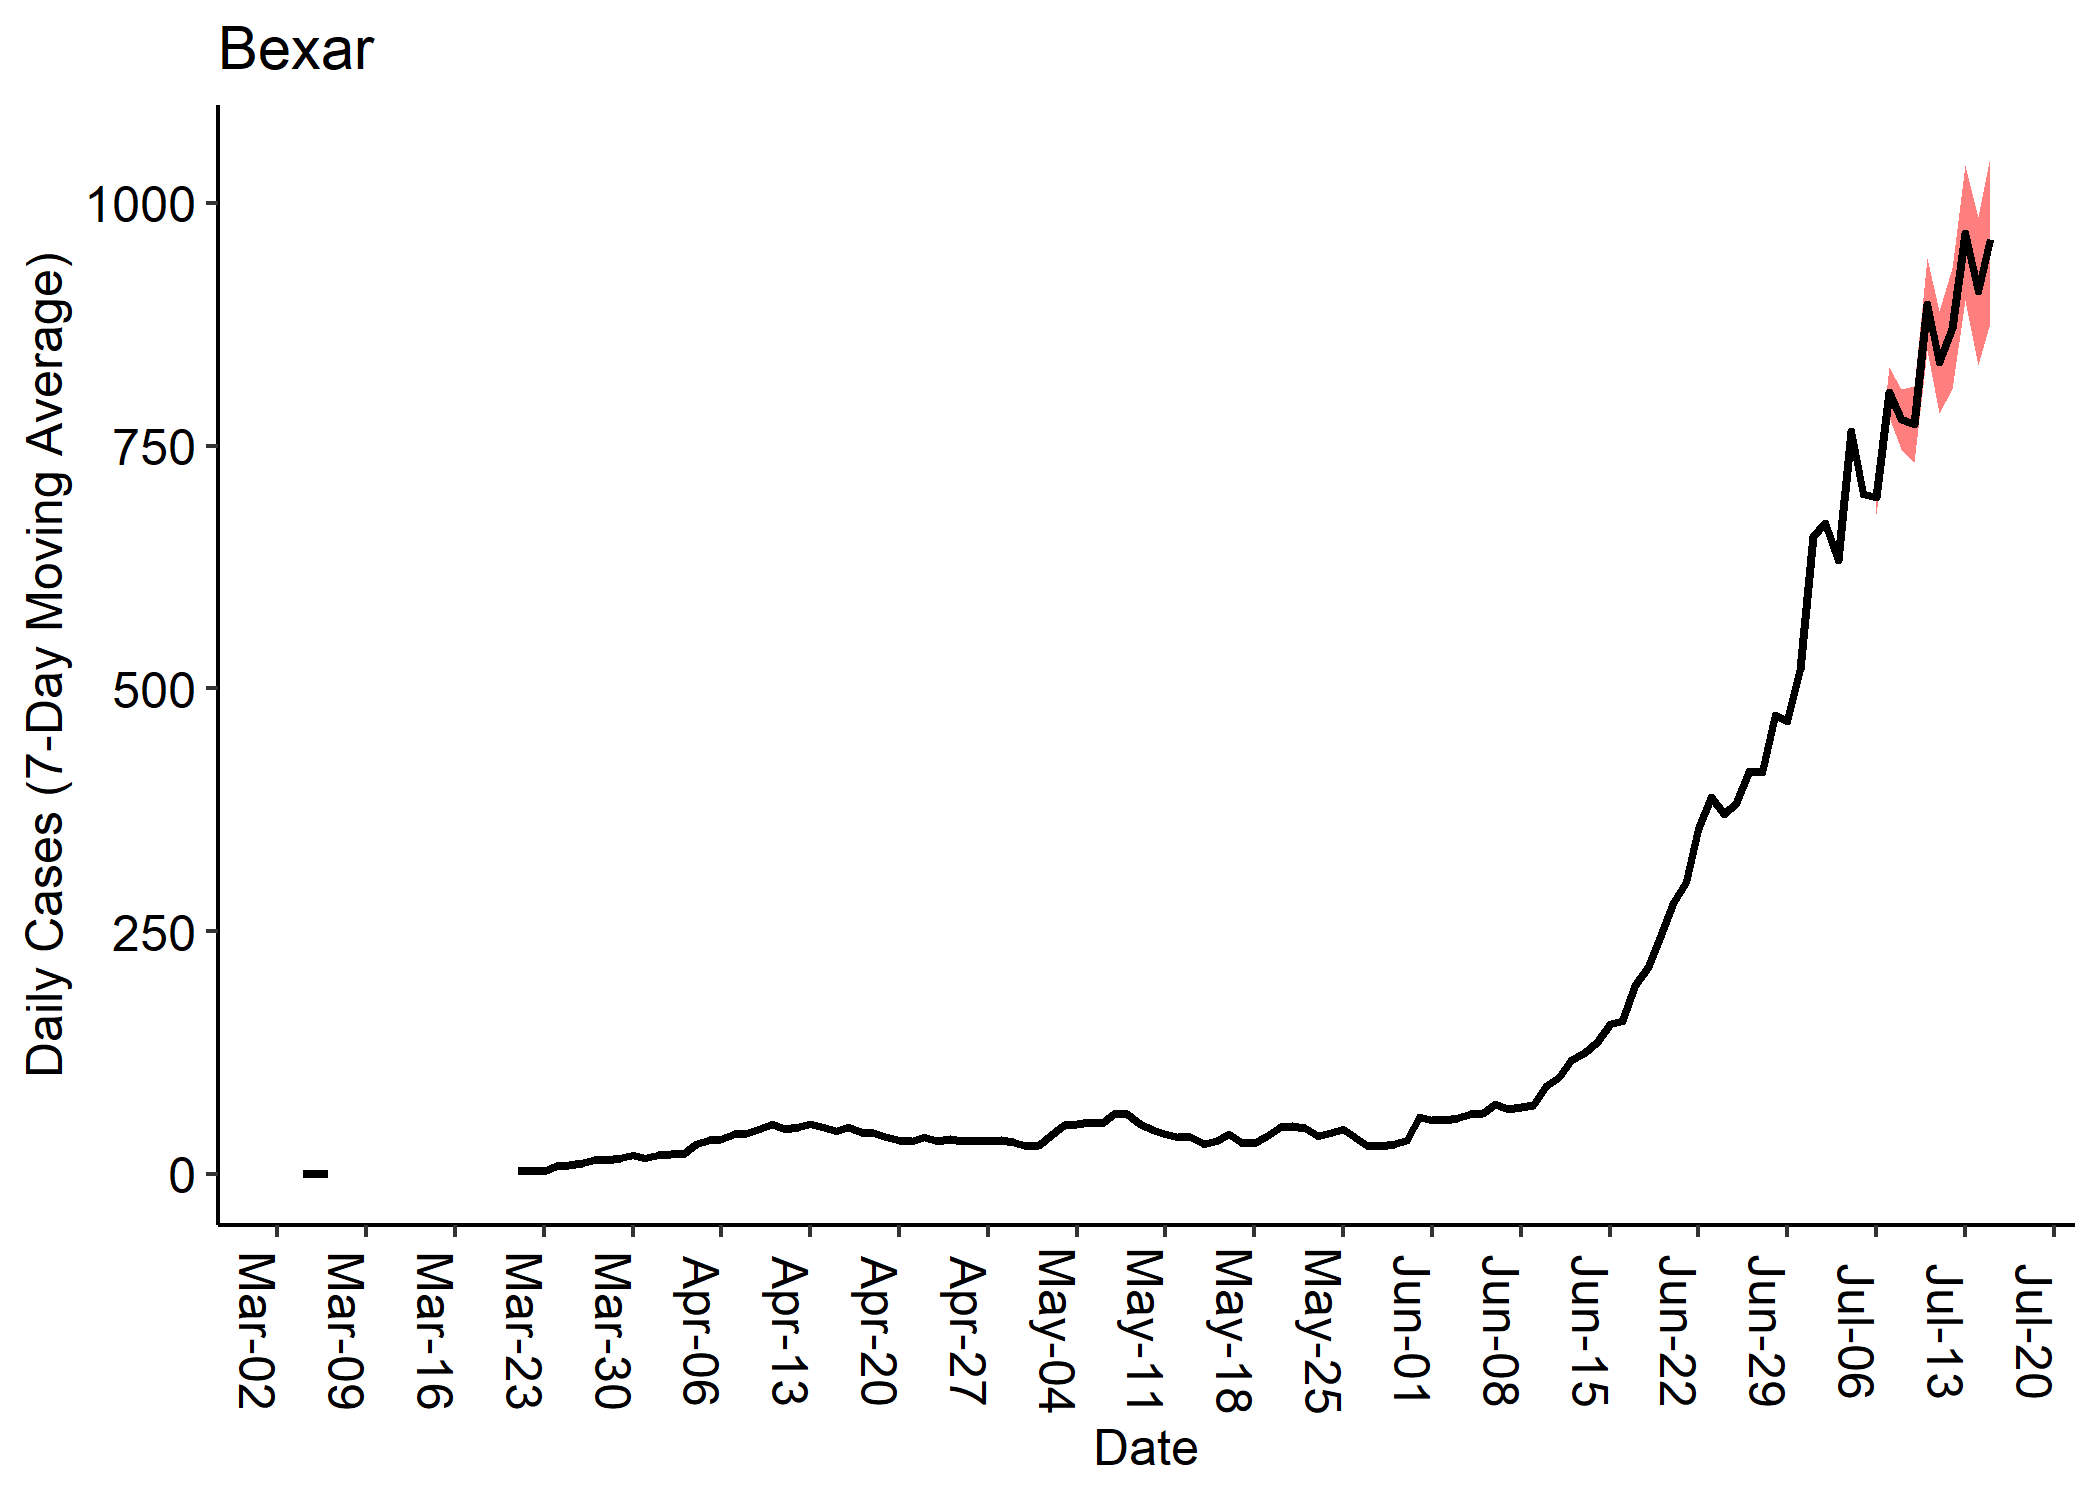 Bexar
Daily Cases (7-Day Moving Average)
1000
750
500
250
0
Mar-02
Mar-09
Mar-16
Mar-23
Mar-30
Apr-06
Apr-13
Apr-20
Apr-27
May-04
May-11
May-18
May-25
Jun-01
Jun-08
Jun-15
Jun-22
Jun-29
Jul-06
Jul-13
Jul-20
Date